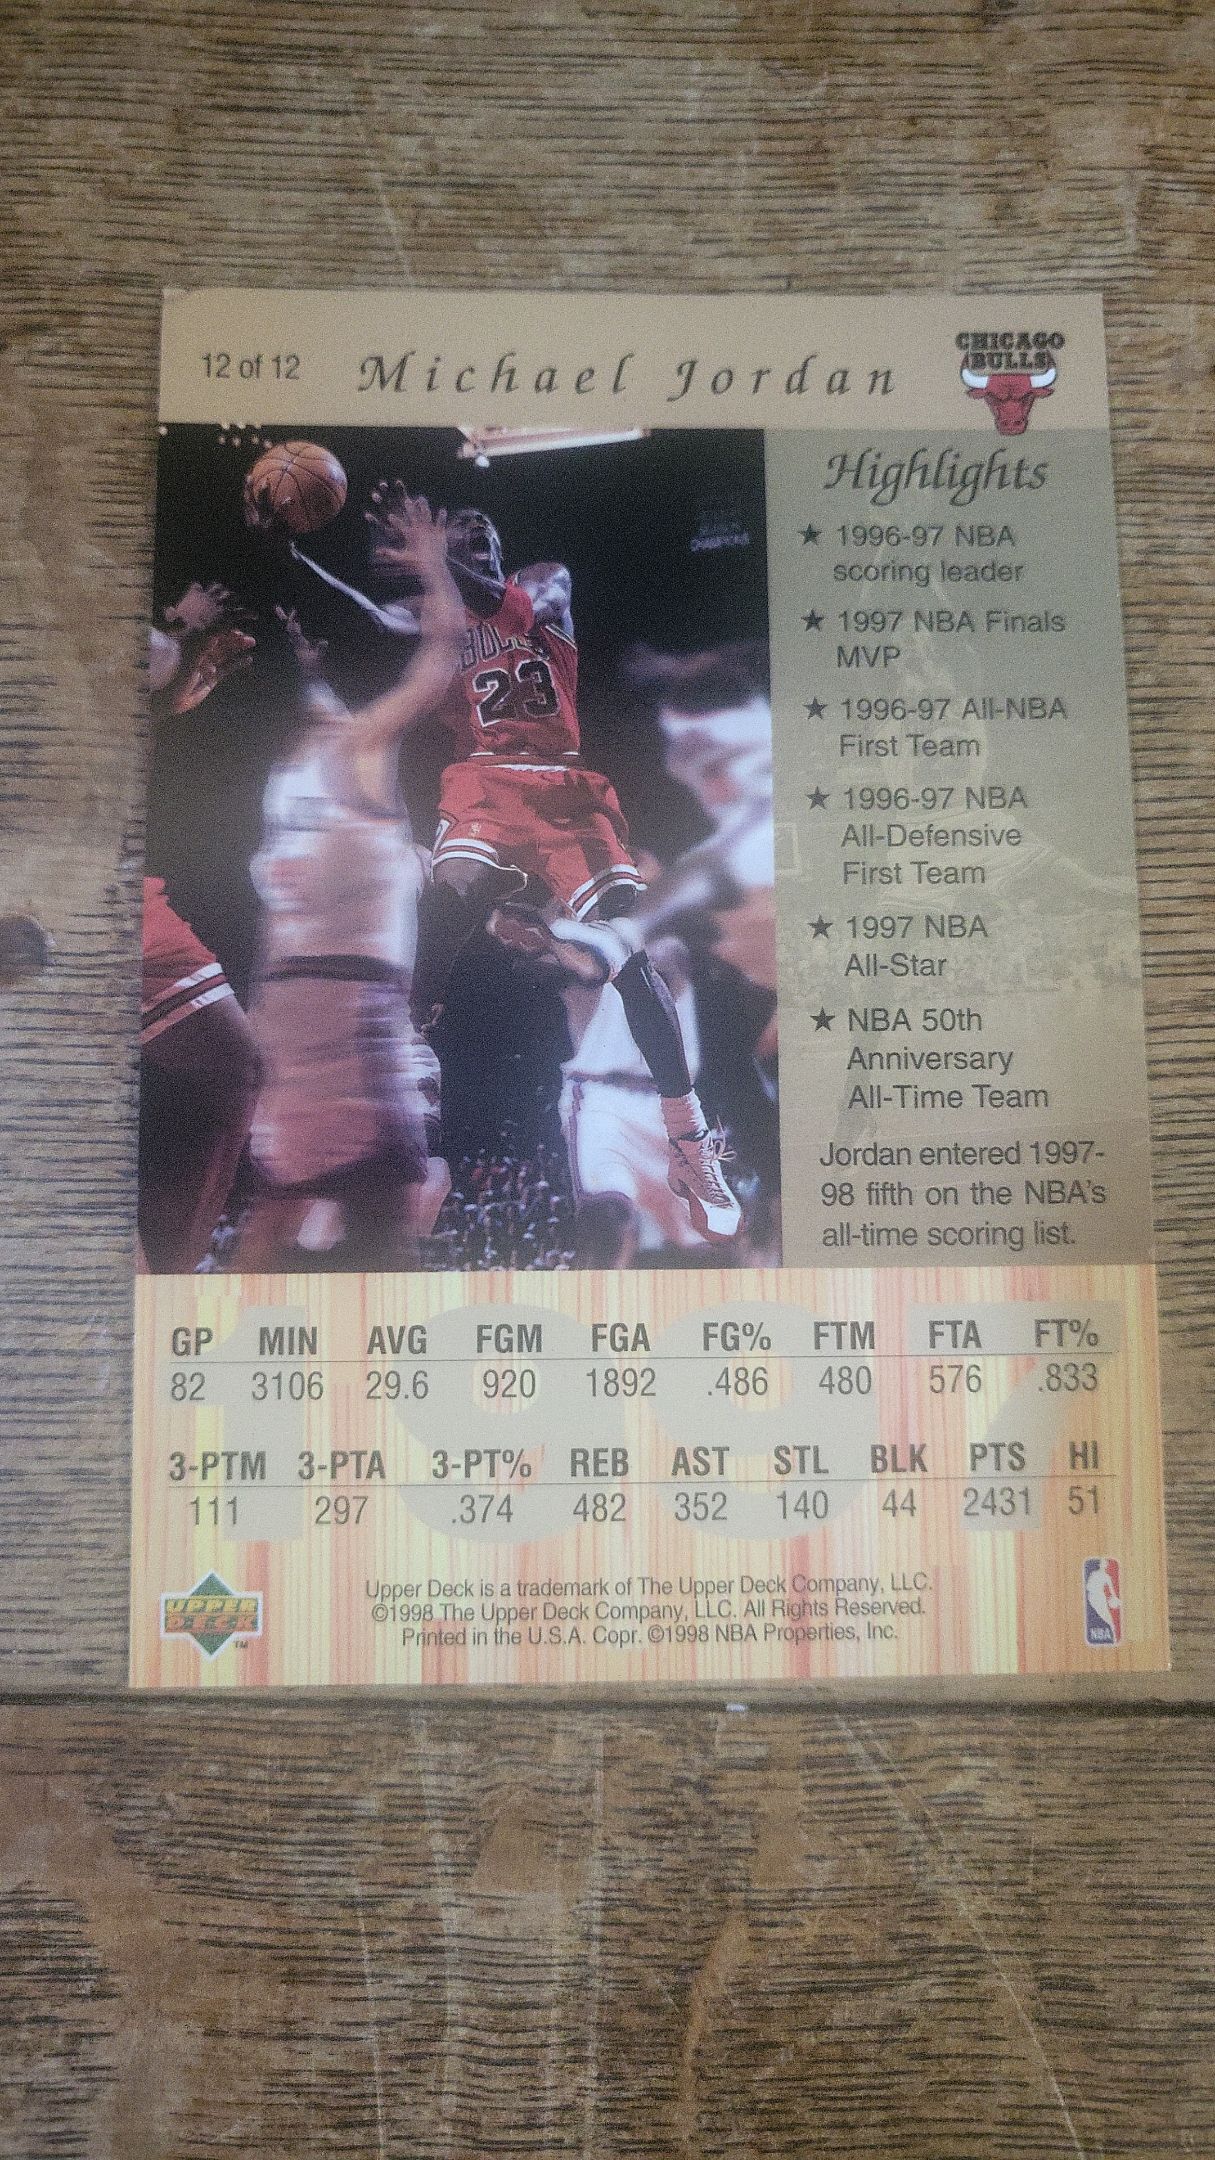 12 of 12 Michael Jordan
CHICAGO
BULLS
BULLS
23
Highlights
★ 1996-97 NBA
scoring leader
★ 1997 NBA Finals
MVP
★ 1996-97 All-NBA
First Team
★ 1996-97 NBA
All-Defensive
First Team
★ 1997 NBA
All-Star
★ NBA 50th
Anniversary
All-Time Team
Jordan entered 1997-
98 fifth on the NBA's
all-time scoring list.
1997
GP MIN AVG FGM FGA FG% FTM FTA FT%
82 3106 29.6 920 1892 .486 480 576 .833
3-PTM 3-PTA 3-PT% REB AST STL BLK PTS HI
111 297 .374 482 352 140 44 2431 51
UPPER
DECK
TM
Upper Deck is a trademark of The Upper Deck Company, LLC.
©1998 The Upper Deck Company, LLC. All Rights Reserved.
Printed in the U.S.A. Copr. ©1998 NBA Properties, Inc.
NBA